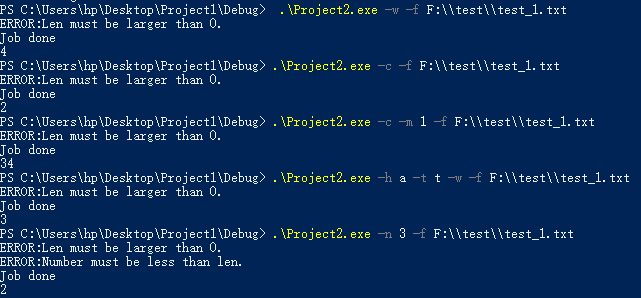 PS C:\Users\hp\Desktop\Project1\Debug>  .\Project2.exe -w -f F:\\test\\test_1.txt
ERROR:Len must be larger than 0.
Job done
4
PS C:\Users\hp\Desktop\Project1\Debug> .\Project2.exe -c -f F:\\test\\test_1.txt
ERROR:Len must be larger than 0.
Job done
2
PS C:\Users\hp\Desktop\Project1\Debug> .\Project2.exe -c -m 1 -f F:\\test\\test_1.txt
ERROR:Len must be larger than 0.
Job done
34
PS C:\Users\hp\Desktop\Project1\Debug> .\Project2.exe -h a -t t -w -f F:\\test\\test_1.txt
ERROR:Len must be larger than 0.
Job done
3
PS C:\Users\hp\Desktop\Project1\Debug> .\Project2.exe -n 3 -f F:\\test\\test_1.txt
ERROR:Len must be larger than 0.
ERROR:Number must be less than len.
Job done
2